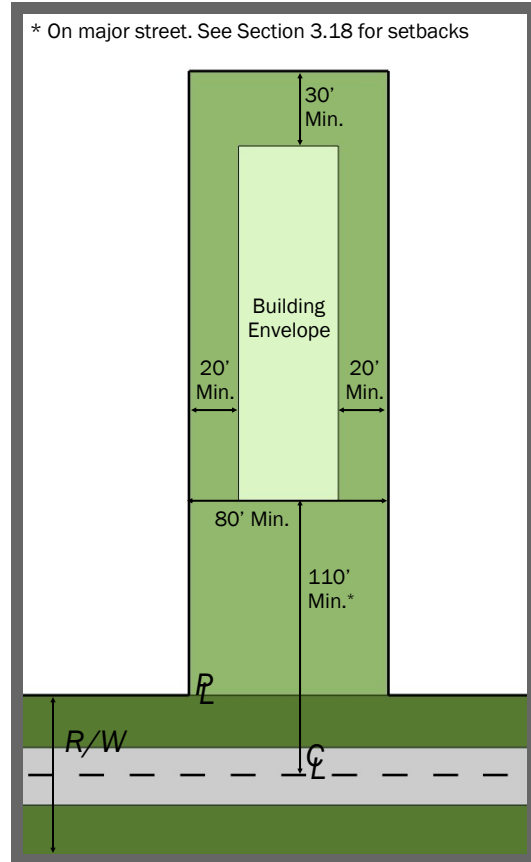 * On major street. See Section 3.18 for setbacks
30’
Min.
Building
Envelope
20’
Min.
20’
Min.
80’ Min.
110’
Min.*
PL
R/W
CL